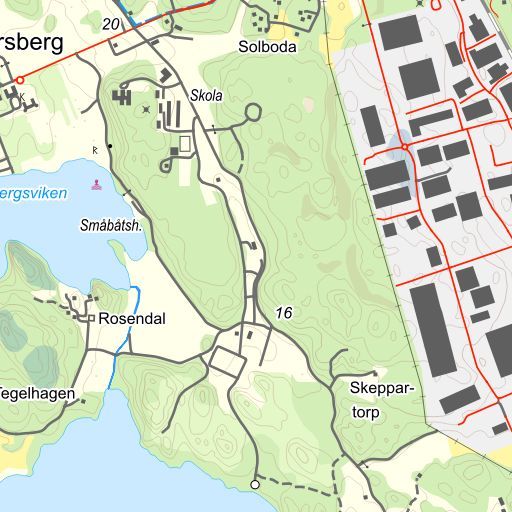 20
Solboda
rsberg
Skola
K
ergsviken
Småbåtsh.
16
Rosendal
Skeppar-
torp
Tegelhagen